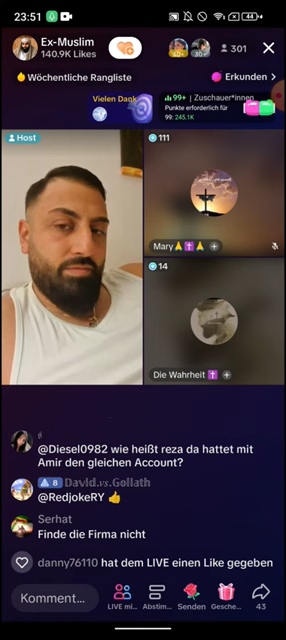 23:51
44
Ex-Muslim
140.9K Likes
40+
30+
301
Wöchentliche Rangliste
Erkunden >
Vielen Dank
99+ | Zuschauer*innen
Punkte erforderlich für
99: 245.1K
Host
111
Mary🙏✝️🙏 +
14
Die Wahrheit ✝️ +
@Diesel0982 wie heißt reza da hattet mit
Amir den gleichen Account?
8 David.vs.Goliath
@RedjokeRY 👍
Serhat
Finde die Firma nicht
danny76110 hat dem LIVE einen Like gegeben
Komment...
LIVE mi...
Abstim...
Senden
Gesche...
43